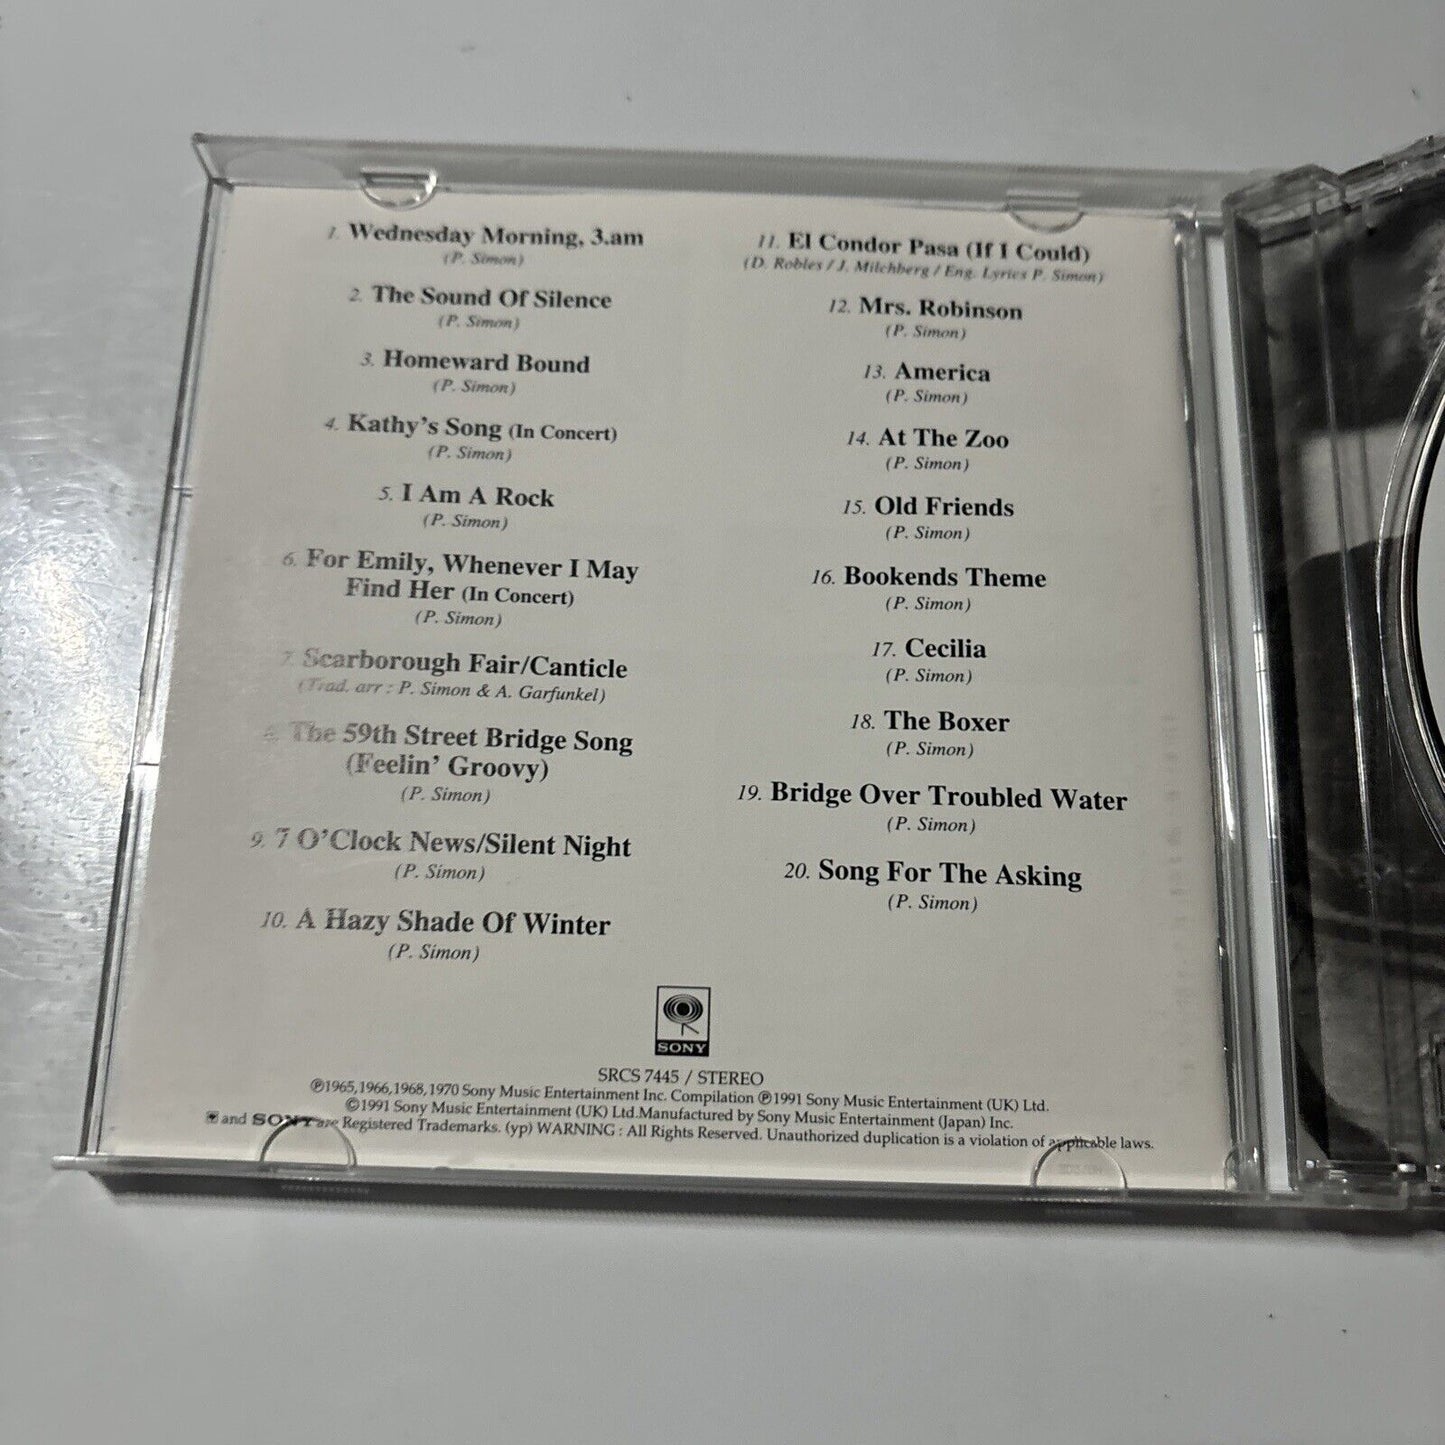 1. Wednesday Morning, 3.am
(P. Simon)
2. The Sound Of Silence
(P. Simon)
3. Homeward Bound
(P. Simon)
4. Kathy's Song (In Concert)
(P. Simon)
5. I Am A Rock
(P. Simon)
6. For Emily, Whenever I May
Find Her (In Concert)
(P. Simon)
7. Scarborough Fair/Canticle
(Trad. arr : P. Simon & A. Garfunkel)
8. The 59th Street Bridge Song
(Feelin' Groovy)
(P. Simon)
9. 7 O'Clock News/Silent Night
(P. Simon)
10. A Hazy Shade Of Winter
(P. Simon)
11. El Condor Pasa (If I Could)
(D. Robles / J. Milchberg / Eng. Lyrics P. Simon)
12. Mrs. Robinson
(P. Simon)
13. America
(P. Simon)
14. At The Zoo
(P. Simon)
15. Old Friends
(P. Simon)
16. Bookends Theme
(P. Simon)
17. Cecilia
(P. Simon)
18. The Boxer
(P. Simon)
19. Bridge Over Troubled Water
(P. Simon)
20. Song For The Asking
(P. Simon)
SONY
SRCS 7445 / STEREO
℗1965,1966,1968,1970 Sony Music Entertainment Inc. Compilation ℗1991 Sony Music Entertainment (UK) Ltd.
©1991 Sony Music Entertainment (UK) Ltd.Manufactured by Sony Music Entertainment (Japan) Inc.
and SONY are Registered Trademarks. (yp) WARNING : All Rights Reserved. Unauthorized duplication is a violation of applicable laws.